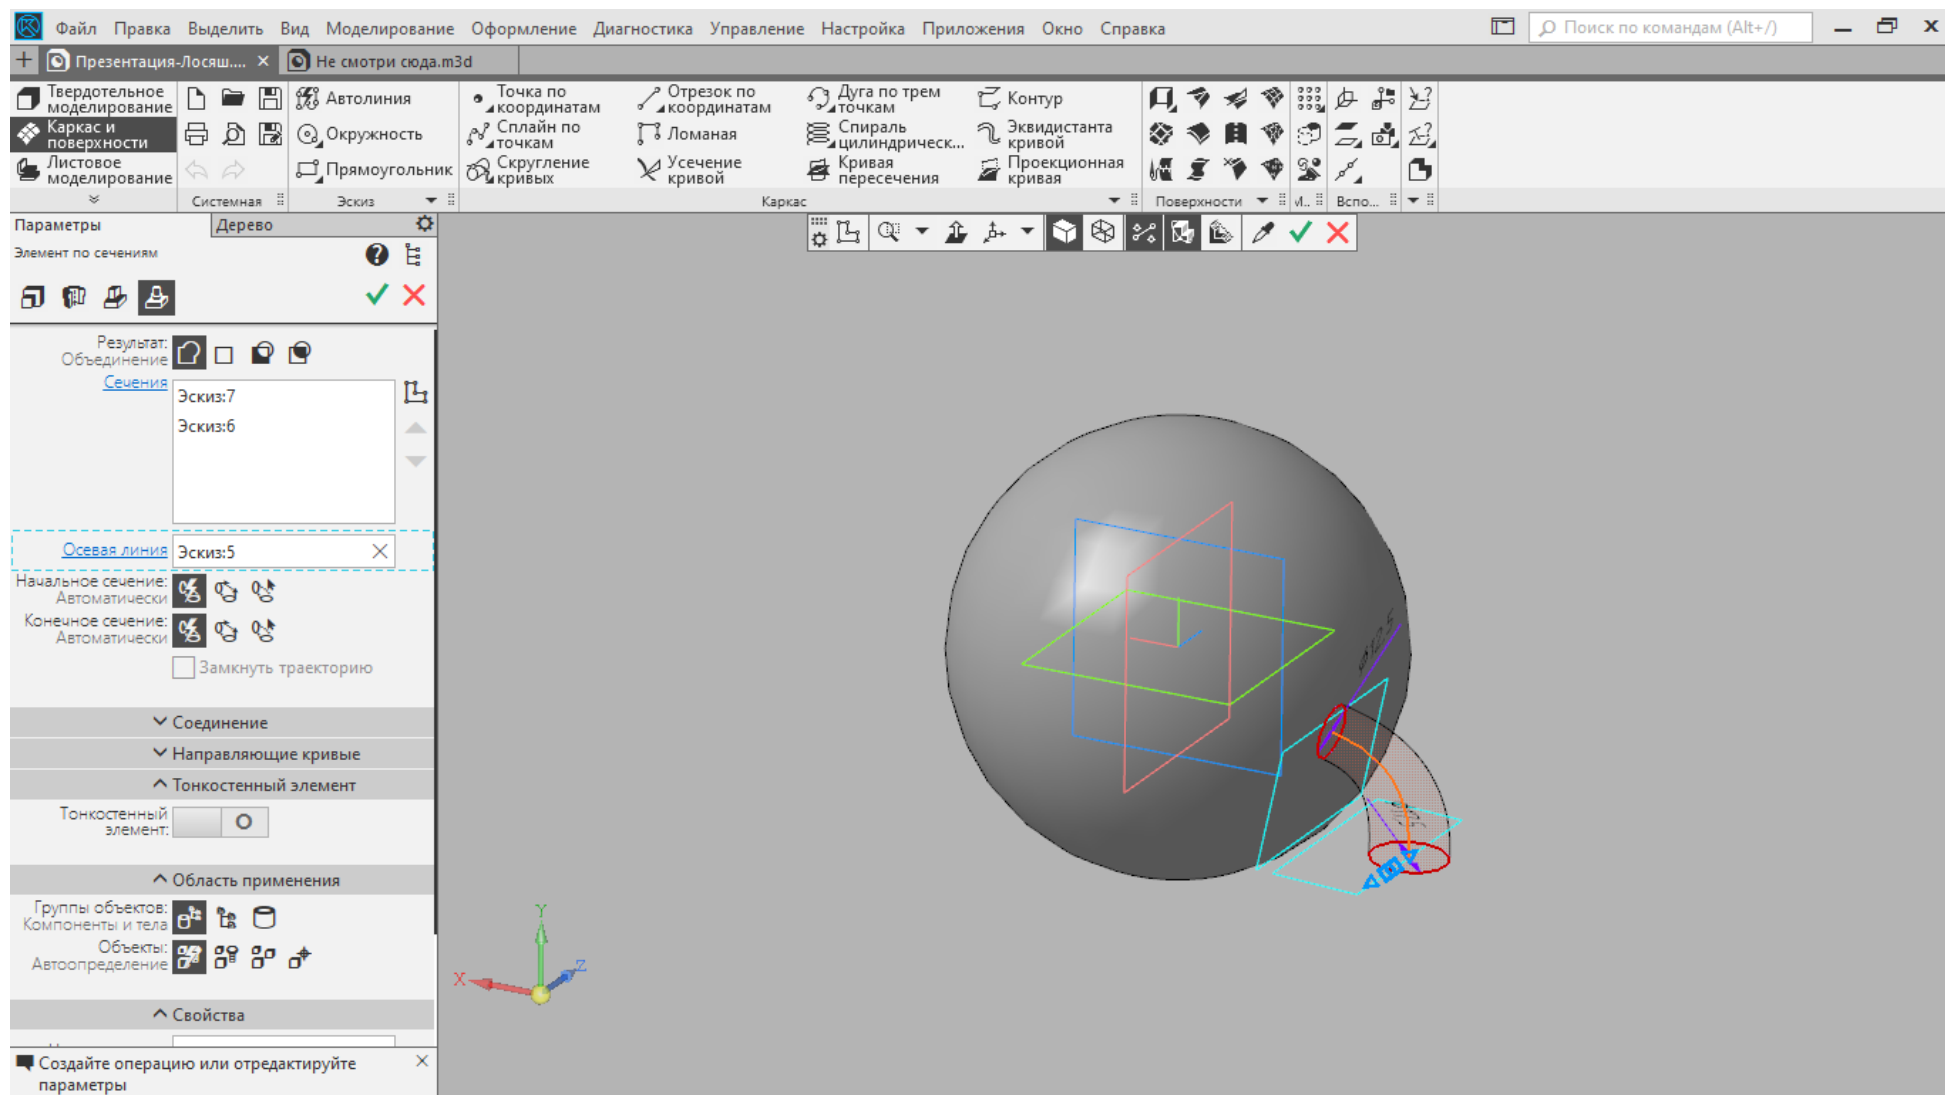 Файл Правка Выделить Вид Моделирование Оформление Диагностика Управление Настройка Приложения Окно Справка
Поиск по командам (Alt+/)
Презентация-Лосяш....
Не смотри сюда.m3d
Твердотельное моделирование
Каркас и поверхности
Листовое моделирование
Системная
Автолиния
Окружность
Прямоугольник
Эскиз
Точка по координатам
Сплайн по точкам
Скругление кривых
Отрезок по координатам
Ломаная
Усечение кривой
Дуга по трем точкам
Спираль цилиндрическ...
Кривая пересечения
Контур
Эквидистанта кривой
Проекционная кривая
Каркас
Поверхности
И..
Вспо...
Параметры
Дерево
Элемент по сечениям
Результат:
Объединение
Сечения
Эскиз:7
Эскиз:6
Осевая линия
Эскиз:5
Начальное сечение:
Автоматически
Конечное сечение:
Автоматически
Замкнуть траекторию
Соединение
Направляющие кривые
Тонкостенный элемент
Тонкостенный
элемент:
Область применения
Группы объектов:
Компоненты и тела
Объекты:
Автоопределение
Свойства
Создайте операцию или отредактируйте
параметры
Y
X
Z